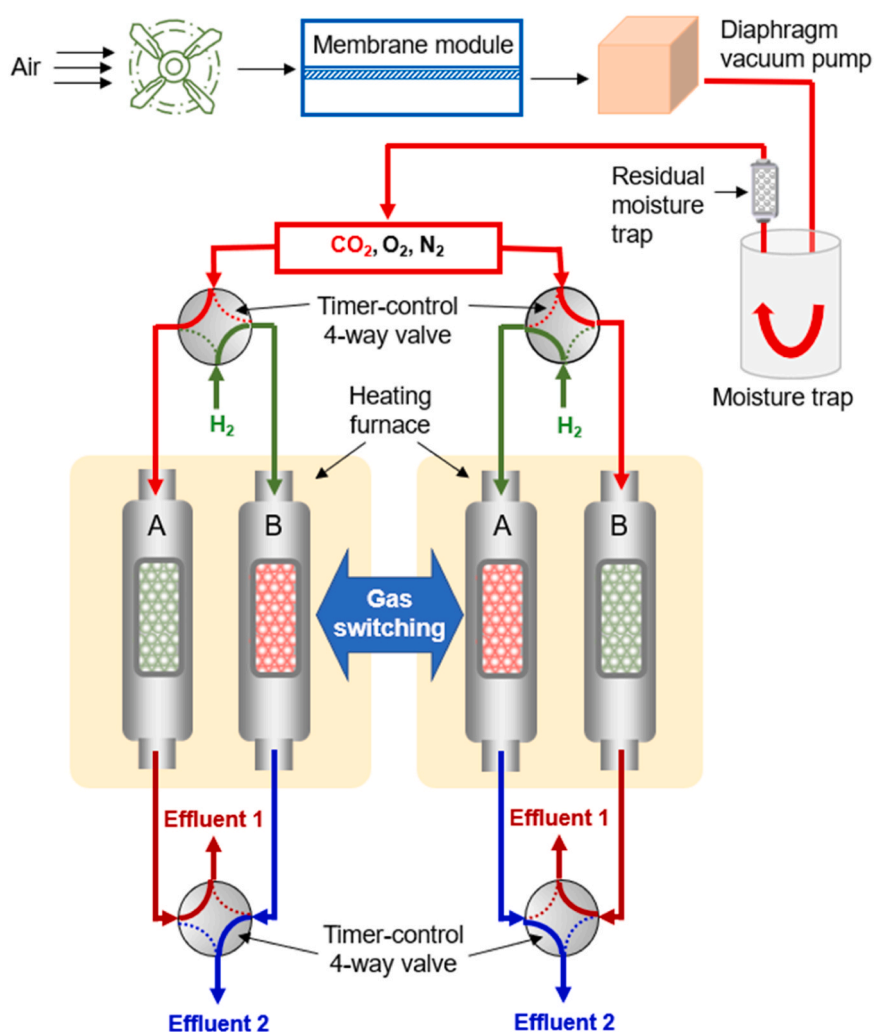 Air
Membrane module
Diaphragm
vacuum pump
Residual
moisture
trap
CO₂, O₂, N₂
Timer-control
4-way valve
Moisture trap
H₂
Heating
furnace
H₂
A
B
A
B
Gas
switching
Effluent 1
Effluent 1
Timer-control
4-way valve
Effluent 2
Effluent 2